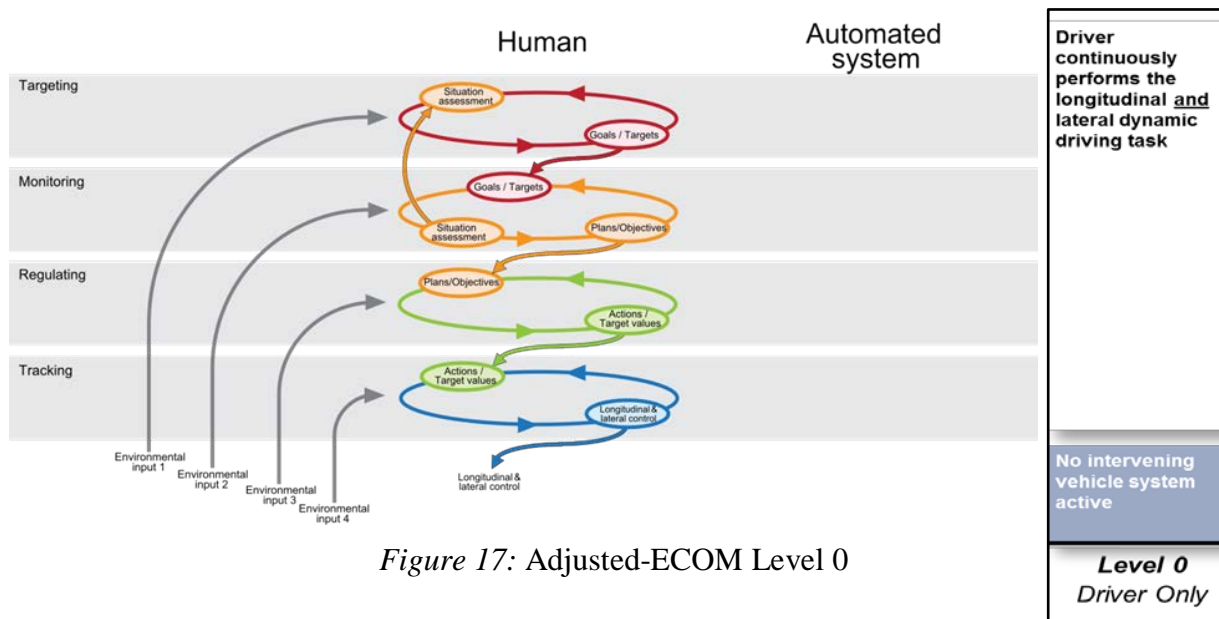 Human
Automated
system
Targeting
Situation
assessment
Goals / Targets
Monitoring
Goals / Targets
Situation
assessment
Plans/Objectives
Regulating
Plans/Objectives
Actions /
Target values
Tracking
Actions /
Target values
Longitudinal &
lateral control
Environmental
input 1
Environmental
input 2
Environmental
input 3
Environmental
input 4
Longitudinal &
lateral control
Figure 17: Adjusted-ECOM Level 0
Driver
continuously
performs the
longitudinal and
lateral dynamic
driving task
No intervening
vehicle system
active
Level 0
Driver Only